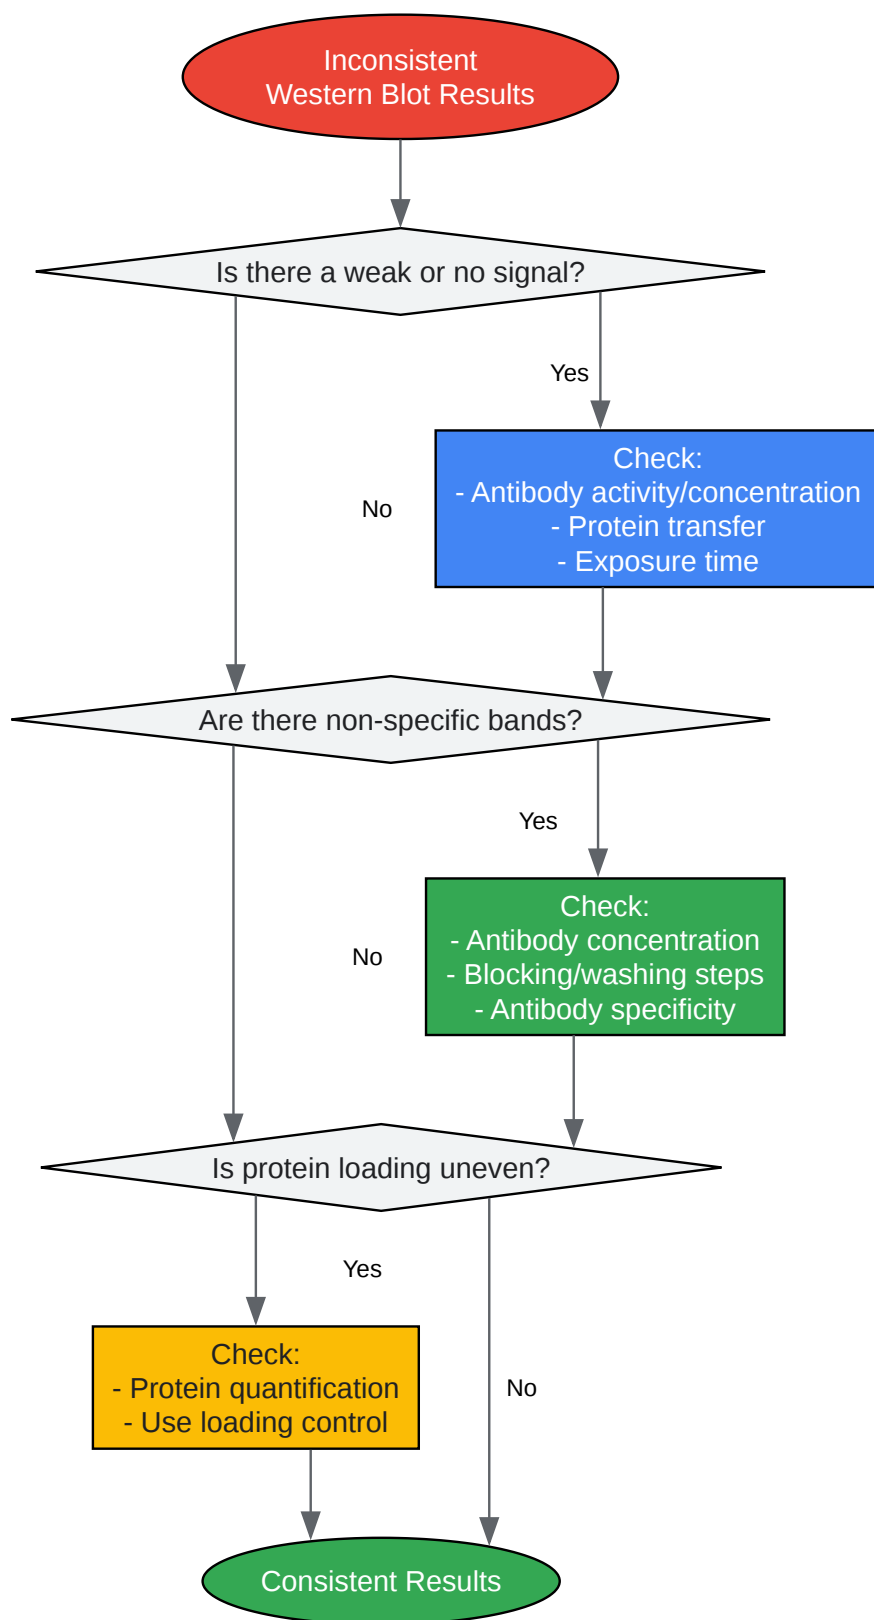 Inconsistent
Western Blot Results
Is there a weak or no signal?
Yes
Check:
- Antibody activity/concentration
- Protein transfer
- Exposure time
No
Are there non-specific bands?
Yes
Check:
- Antibody concentration
- Blocking/washing steps
- Antibody specificity
No
Is protein loading uneven?
Yes
Check:
- Protein quantification
- Use loading control
No
Consistent Results